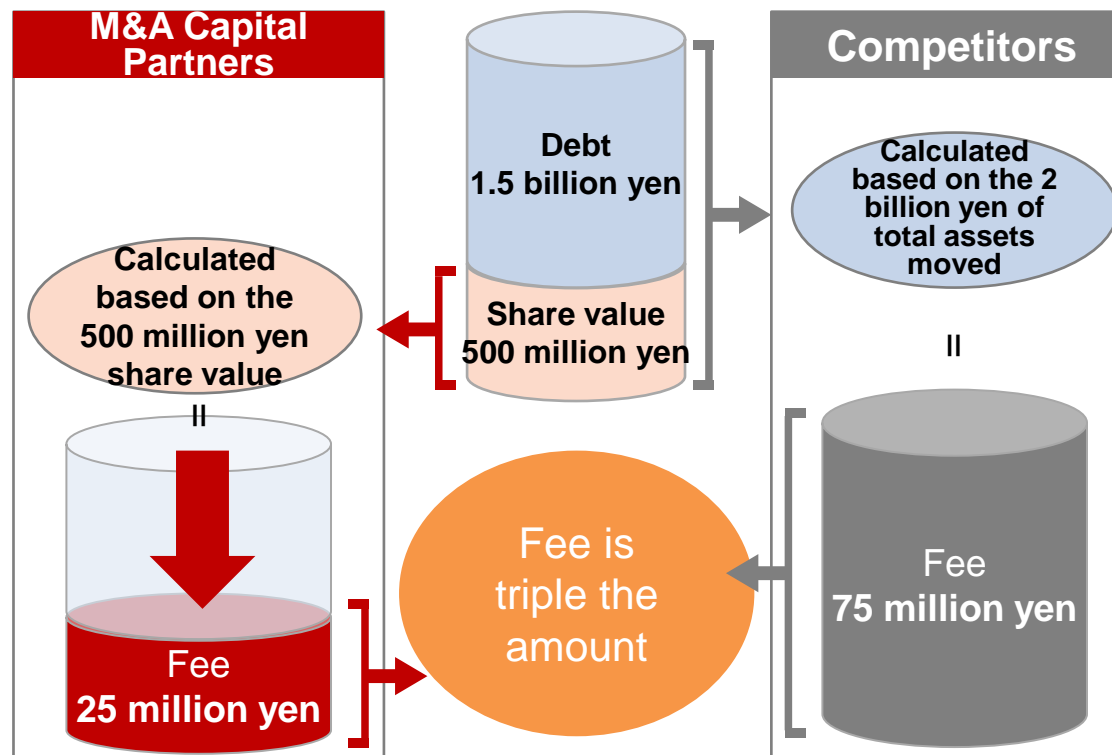 M&A Capital
Partners
Calculated
based on the
500 million yen
share value
=
Fee
25 million yen
Debt
1.5 billion yen
Share value
500 million yen
Fee is
triple the
amount
Competitors
Calculated
based on the 2
billion yen of
total assets
moved
=
Fee
75 million yen